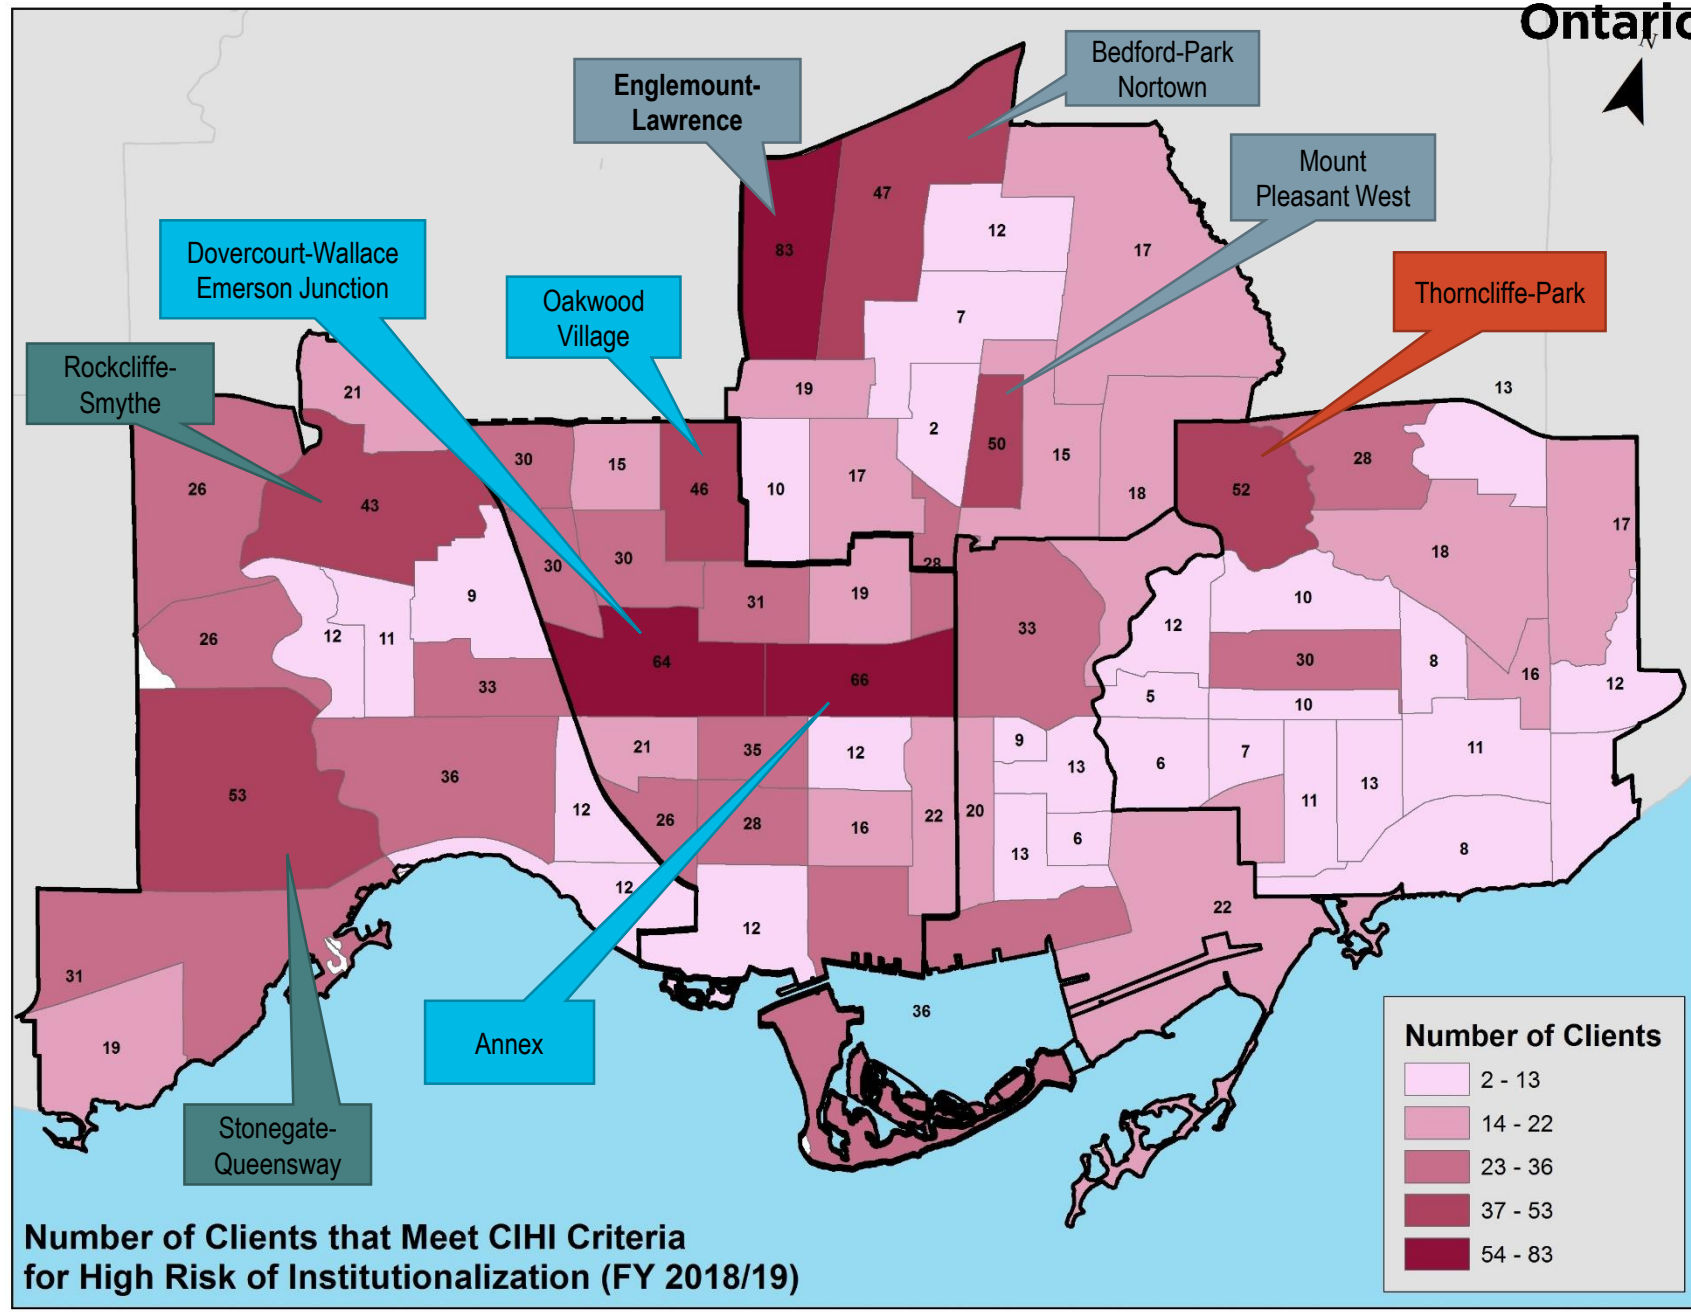 Ontario
N
Bedford-Park
Nortown
Englemount-
Lawrence
Mount
Pleasant West
Dovercourt-Wallace
Emerson Junction
Oakwood
Village
Thorncliffe-Park
Rockcliffe-
Smythe
47
83
12
17
7
19
21
13
2
50
15
28
30
15
46
10
17
18
52
26
43
17
18
28
30
30
9
31
19
33
10
12
26
12
11
64
66
30
8
16
12
33
5
10
21
35
12
9
13
6
7
11
53
36
12
26
28
16
22
20
13
6
11
13
8
12
12
22
31
19
36
Annex
Stonegate-
Queensway
Number of Clients
2 - 13
14 - 22
23 - 36
37 - 53
54 - 83
Number of Clients that Meet CIHI Criteria
for High Risk of Institutionalization (FY 2018/19)